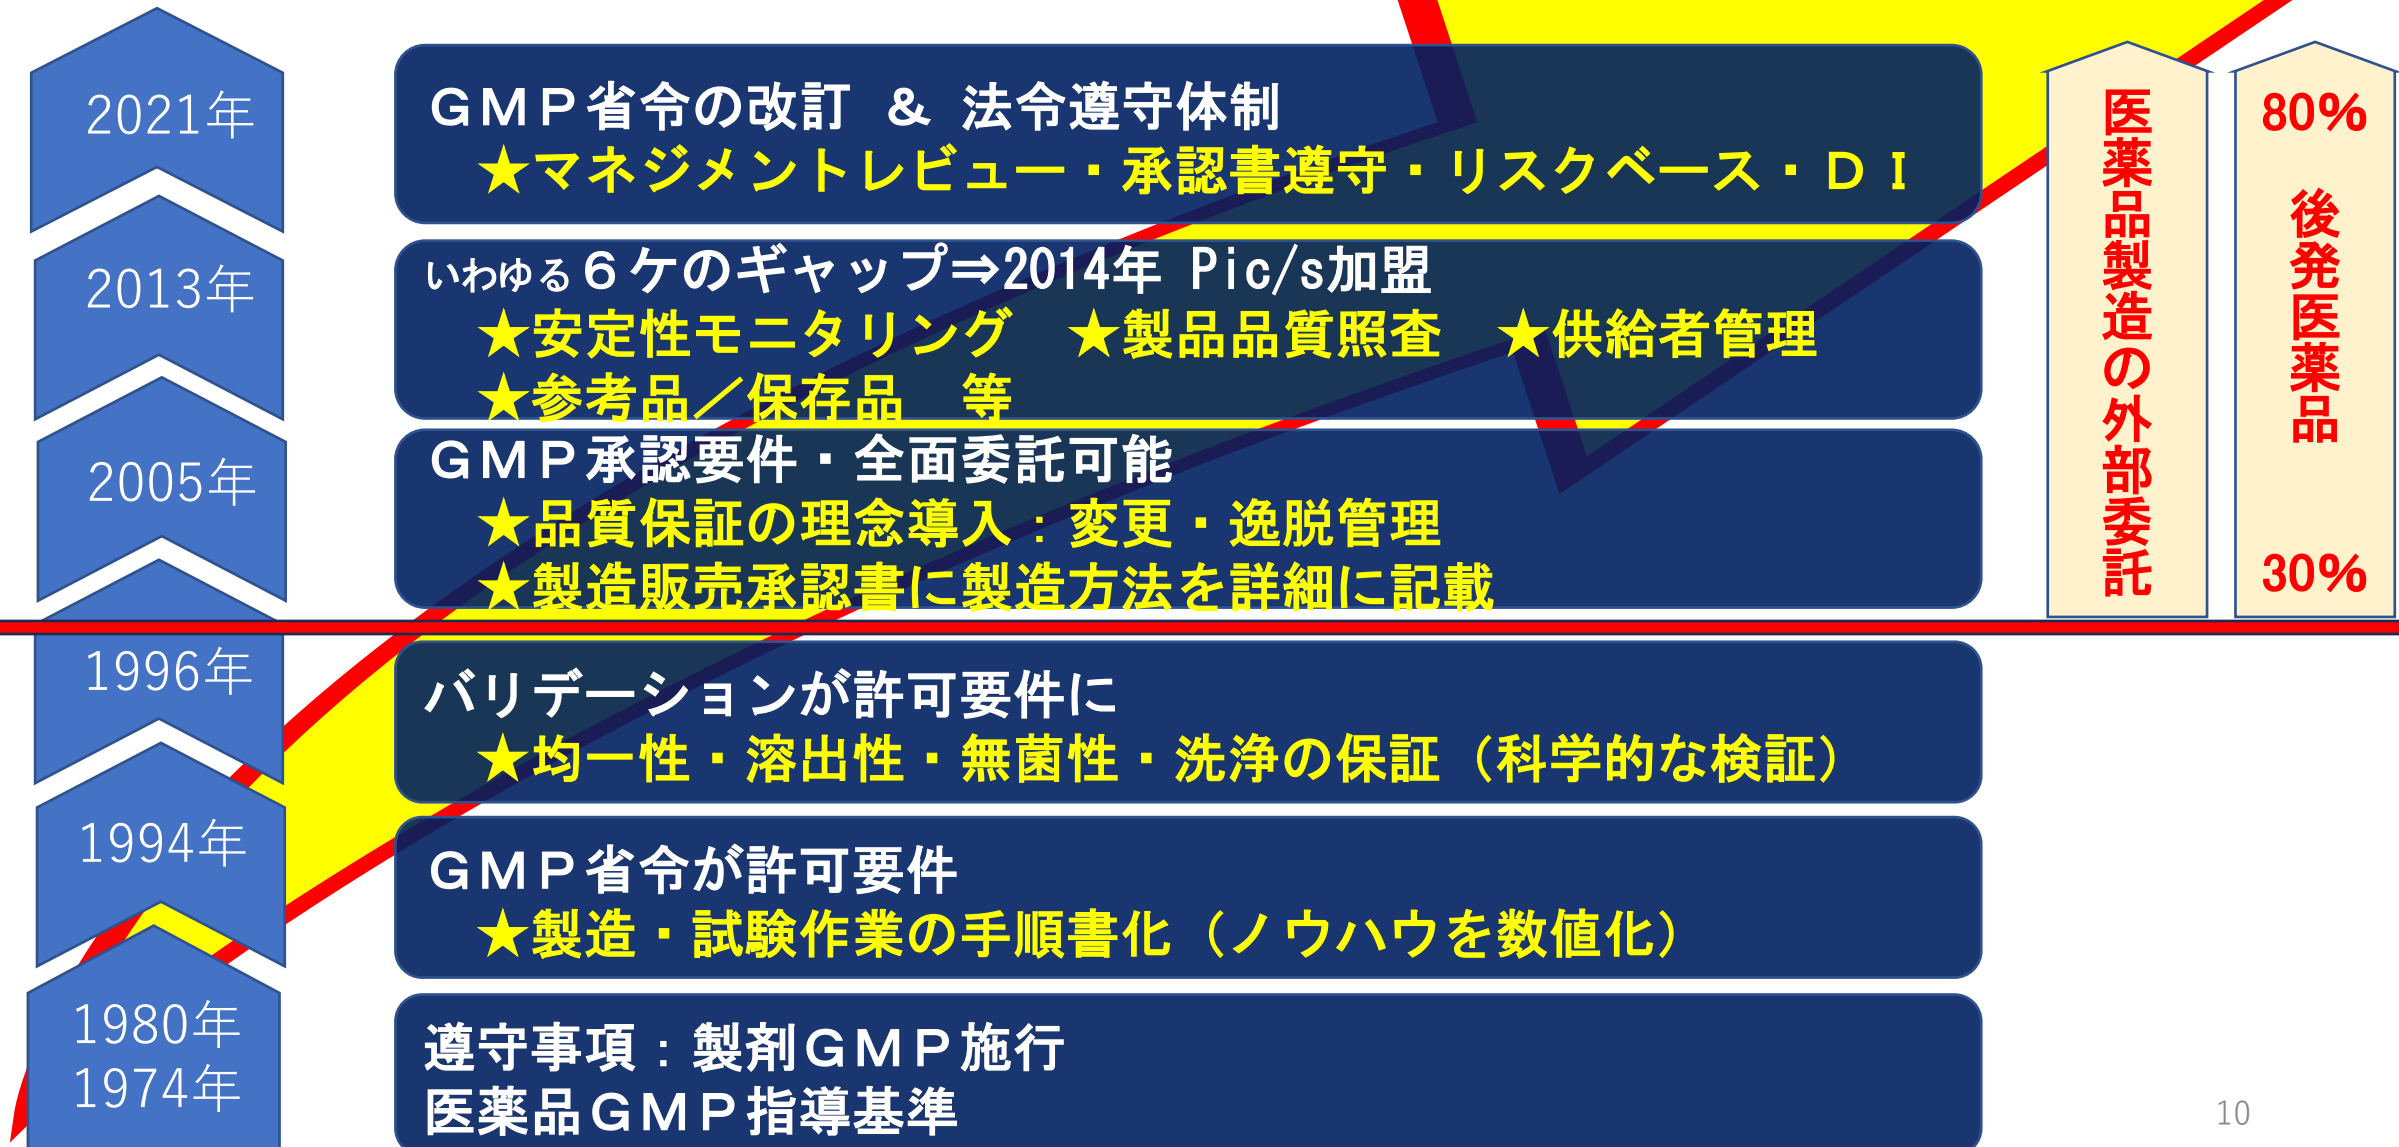 2021年
GMP省令の改訂 & 法令遵守体制
★マネジメントレビュー・承認書遵守・リスクベース・DI
2013年
いわゆる6ケのギャップ⇒2014年 Pic/s加盟
★安定性モニタリング ★製品品質照査 ★供給者管理
★参考品/保存品 等
2005年
GMP承認要件・全面委託可能
★品質保証の理念導入:変更・逸脱管理
★製造販売承認書に製造方法を詳細に記載
1996年
バリデーションが許可要件に
★均一性・溶出性・無菌性・洗浄の保証(科学的な検証)
1994年
GMP省令が許可要件
★製造・試験作業の手順書化(ノウハウを数値化)
1980年
1974年
遵守事項:製剤GMP施行
医薬品GMP指導基準
医薬品製造の外部委託
80%
後発医薬品
30%
10